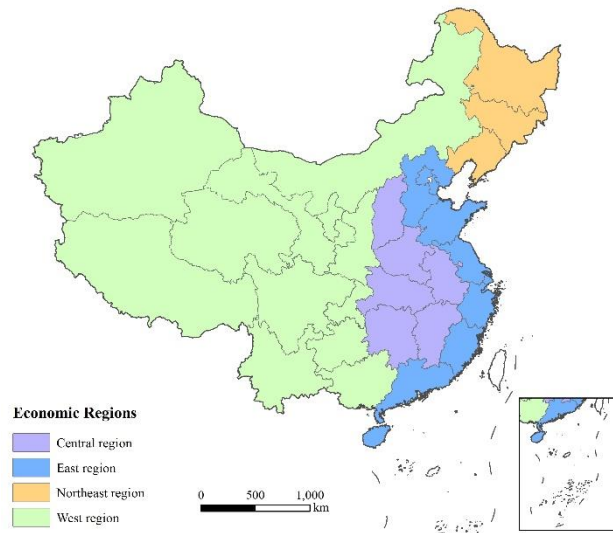 Economic Regions
Central region
East region
Northeast region
West region
0 500 1,000
km